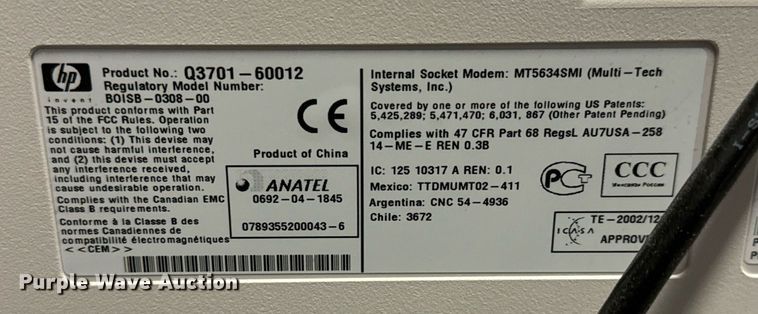 hp
invent
Product No.: Q3701-60012
Regulatory Model Number:
BOISB-0308-00
This product conforms with Part
15 of the FCC Rules. Operation
is subject to the following two
conditions: (1) This device may
not cause harmful interference,
and (2) this device must accept
any interference received,
including interference that may
cause undesirable operation.
Complies with the Canadian EMC
Class B requirements.
Conforme à la Classe B des
normes Canadiennes de
compatibilité électromagnétiques
<<CEM>>
CE
Product of China
ANATEL
0692-04-1845
0789355200043-6
Internal Socket Modem: MT5634SMI (Multi-Tech
Systems, Inc.)
Covered by one or more of the following US Patents:
5,425,289; 5,471,470; 6,031,867 (Other Patent Pending)
Complies with 47 CFR Part 68 RegsL AU7USA-258
14-ME-E REN 0.3B
IC: 125 10317 A REN: 0.1
Mexico: TTDMUMT02-411
Argentina: CNC 54-4936
Chile: 3672
PCT
CCC
Минсвязи России
ICASA
TE-2002/12
APPROVE
Purple Wave Auction